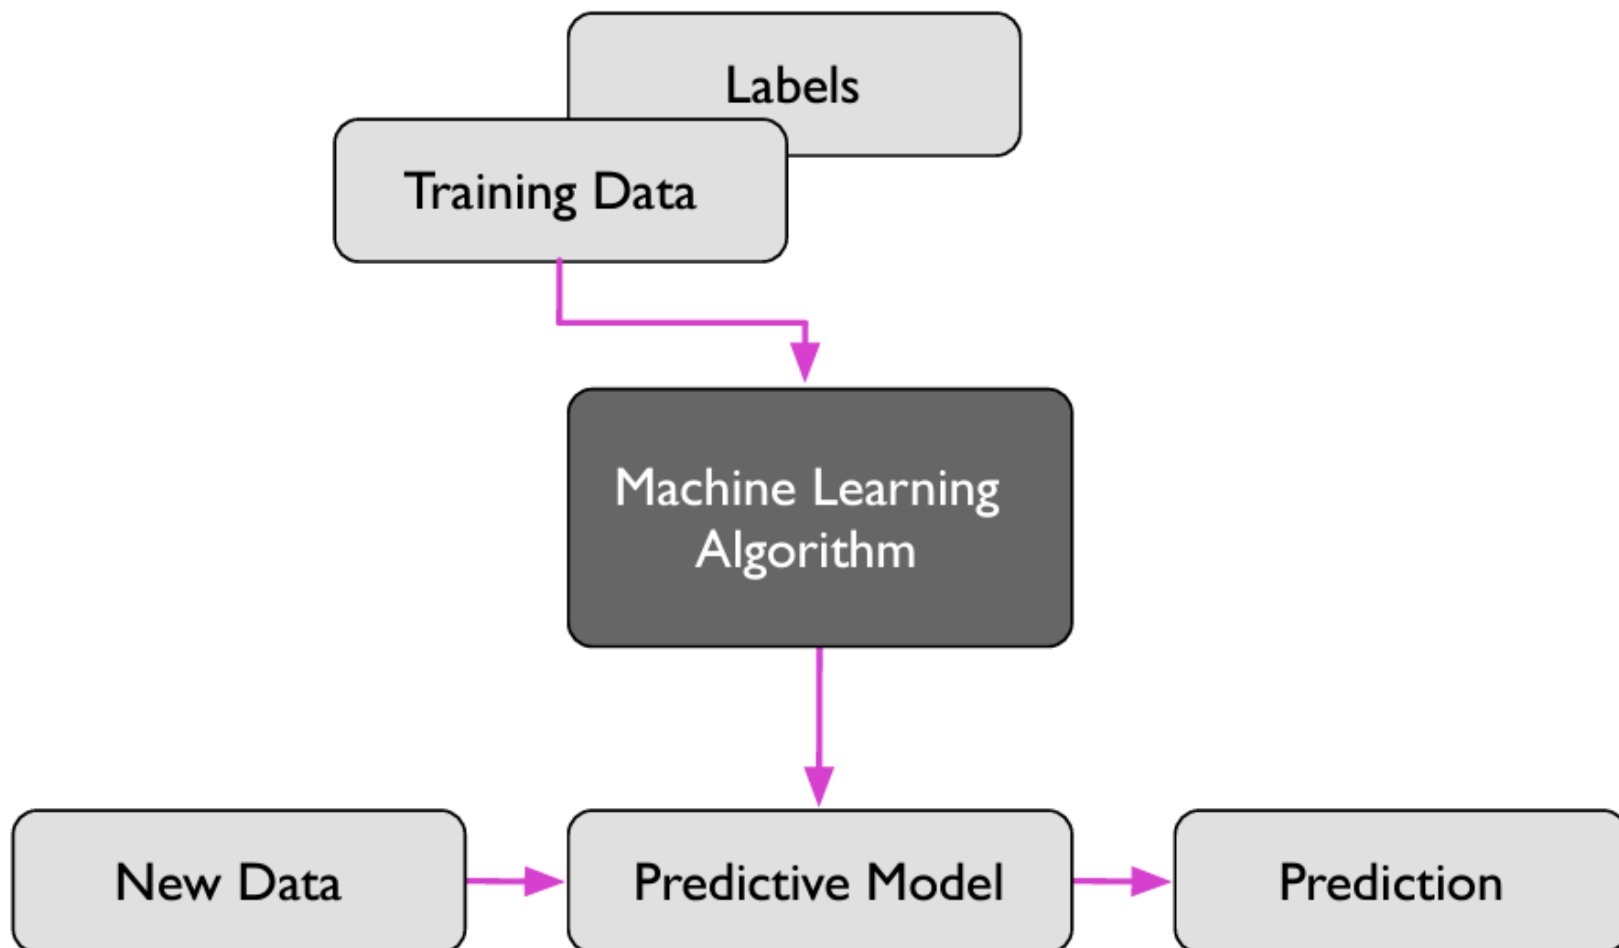 Labels
Training Data
Machine Learning
Algorithm
New Data
Predictive Model
Prediction